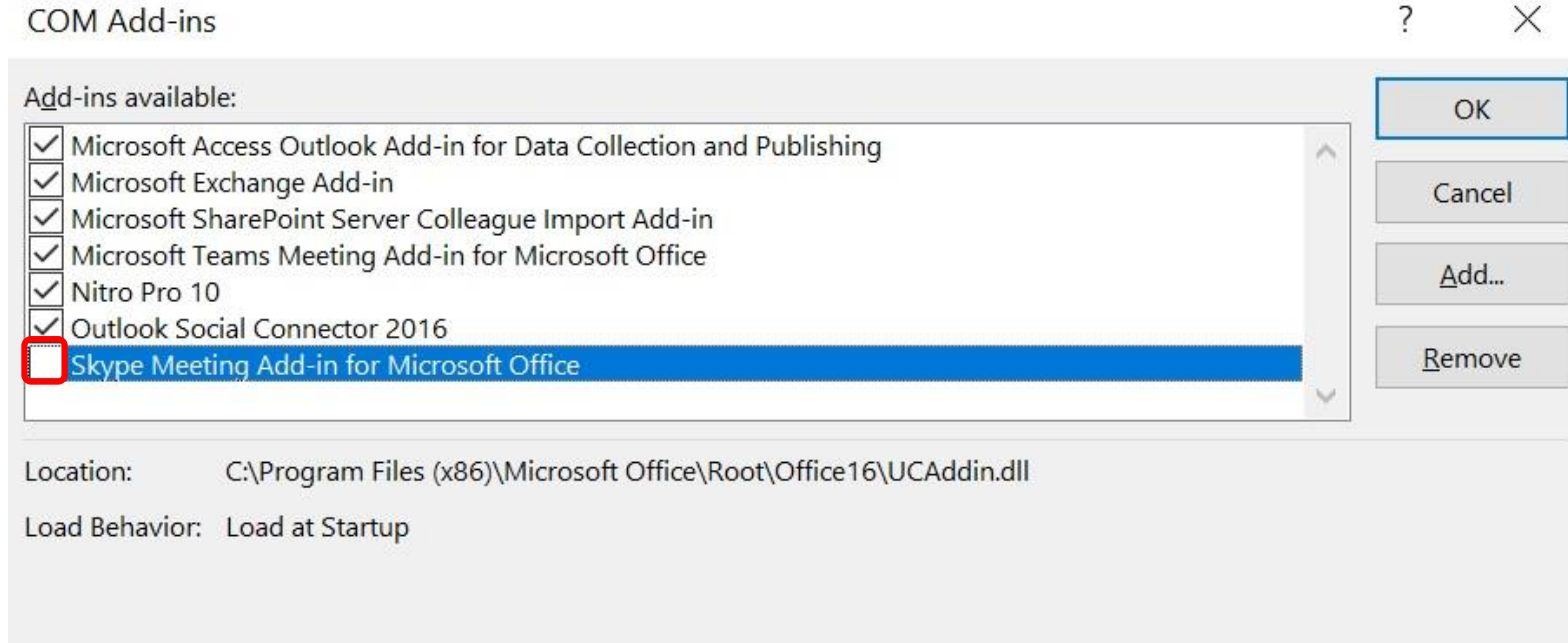 COM Add-ins
Add-ins available:
Microsoft Access Outlook Add-in for Data Collection and Publishing
Microsoft Exchange Add-in
Microsoft SharePoint Server Colleague Import Add-in
Microsoft Teams Meeting Add-in for Microsoft Office
Nitro Pro 10
Outlook Social Connector 2016
Skype Meeting Add-in for Microsoft Office
OK
Cancel
Add...
Remove
Location: C:\Program Files (x86)\Microsoft Office\Root\Office16\UCAddin.dll
Load Behavior: Load at Startup